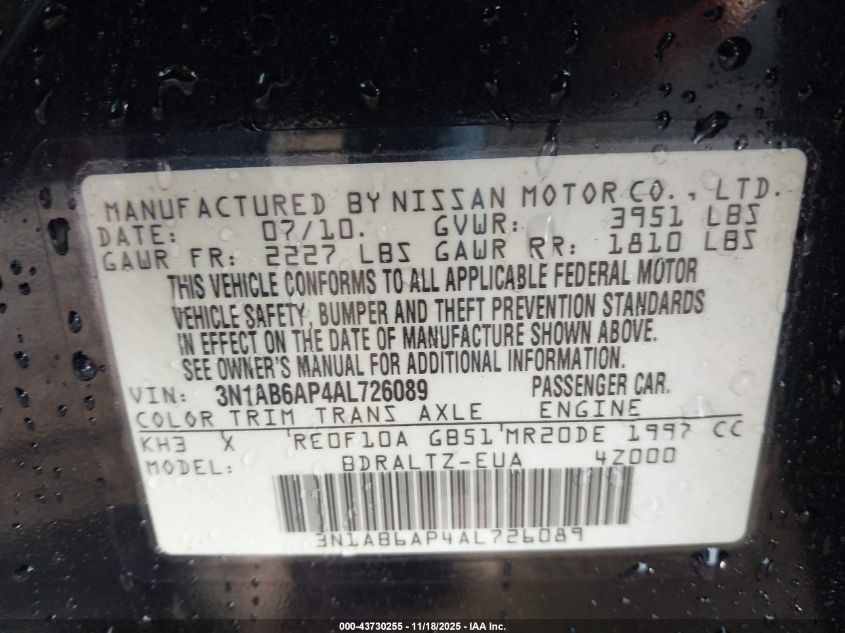 MANUFACTURED BY NISSAN MOTOR CO., LTD.
DATE: 07/10. GVWR: 3951 LBS
GAWR FR: 2227 LBS GAWR RR: 1810 LBS
THIS VEHICLE CONFORMS TO ALL APPLICABLE FEDERAL MOTOR
VEHICLE SAFETY, BUMPER AND THEFT PREVENTION STANDARDS
IN EFFECT ON THE DATE OF MANUFACTURE SHOWN ABOVE.
SEE OWNER'S MANUAL FOR ADDITIONAL INFORMATION.
VIN: 3N1AB6AP4AL726089 PASSENGER CAR.
COLOR TRIM TRANS AXLE ENGINE
KH3 X RE0F10A GB51 MR20DE 1997 CC
MODEL: BDRALTZ-EUA 4Z000
3N1AB6AP4AL726089
000-43730255 - 11/18/2025 - IAA Inc.